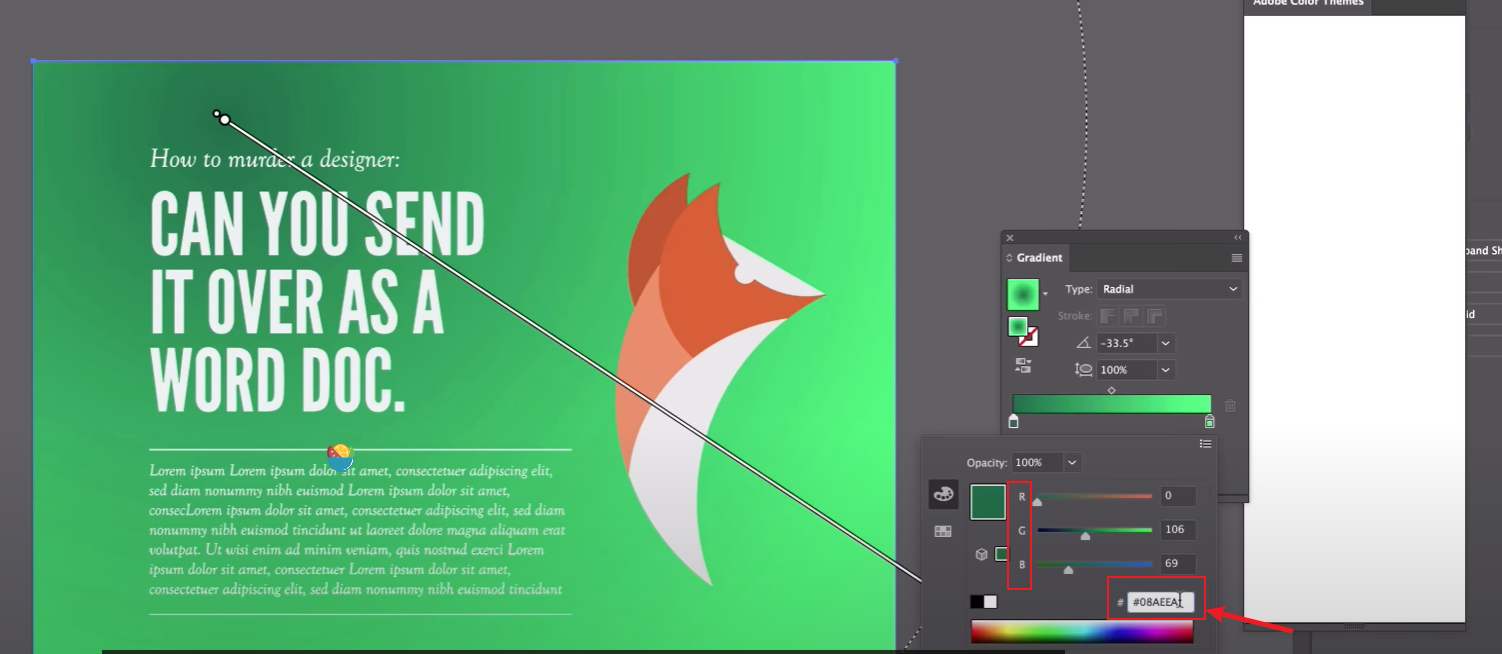 Adobe Color Themes
How to murder a designer:
CAN YOU SEND
IT OVER AS A
WORD DOC.
Lorem ipsum Lorem ipsum dolor sit amet, consectetuer adipiscing elit,
sed diam nonummy nibh euismod Lorem ipsum dolor sit amet,
consecLorem ipsum dolor sit amet, consectetuer adipiscing elit, sed diam
nonummy nibh euismod tincidunt ut laoreet dolore magna aliquam erat
volutpat. Ut wisi enim ad minim veniam, quis nostrud exerci Lorem
ipsum dolor sit amet, consectetuer Lorem ipsum dolor sit amet,
consectetuer adipiscing elit, sed diam nonummy nibh euismod tincidunt
Gradient
Type: Radial
Stroke:
-33.5°
100%
Opacity: 100%
R 0
G 106
B 69
# #08AEEA
pand Sh
id